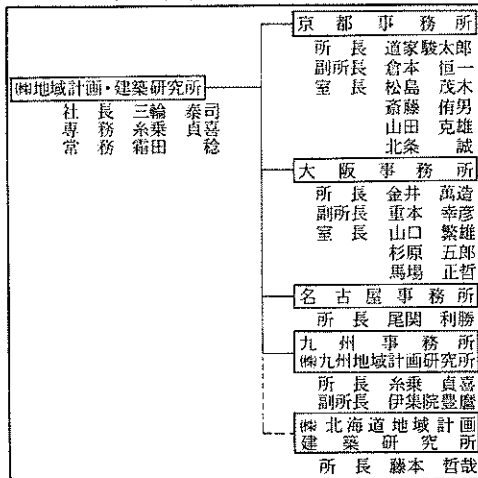 ㈱地域計画・建築研究所
社長 三輪 泰司
専務 糸乗 貞喜
常務 霜田 稔
京都事務所
所長 道家駿太郎
副所長 倉本 恒一
室長 松島 茂木
斎藤 侑男
山田 克雄
北条 誠
大阪事務所
所長 金井 萬造
副所長 重本 幸彦
室長 山口 繁雄
杉原 五郎
馬場 正哲
名古屋事務所
所長 尾関 利勝
九州事務所
㈱九州地域計画研究所
所長 糸乗 貞喜
副所長 伊集院豊麿
㈱北海道地域計画
建築研究所
所長 藤本 哲哉